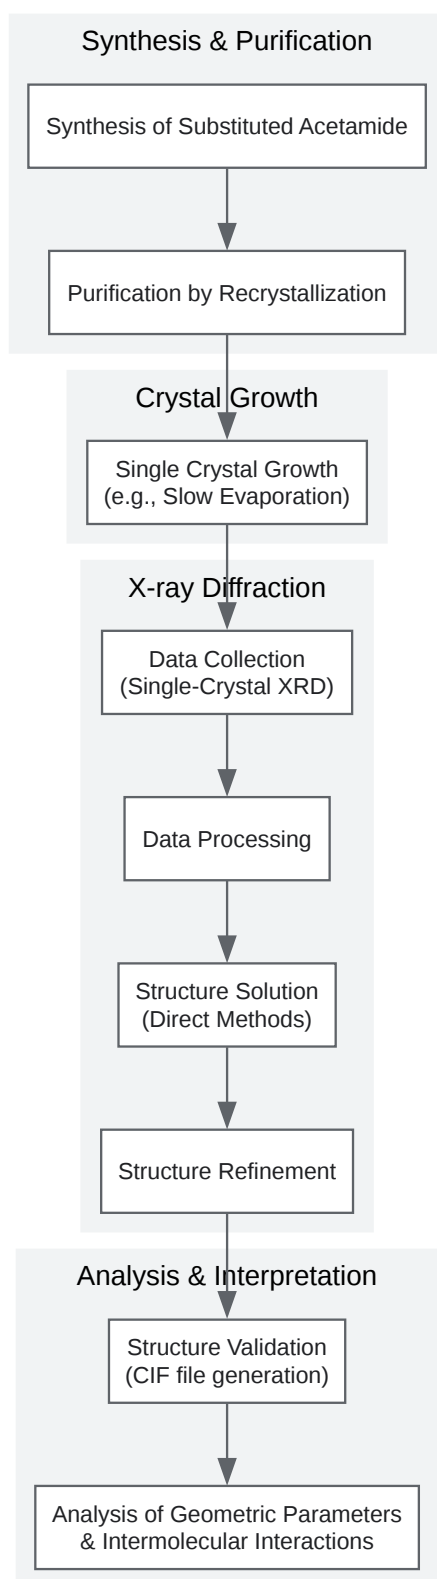 Synthesis & Purification
Synthesis of Substituted Acetamide
Purification by Recrystallization
Crystal Growth
Single Crystal Growth
(e.g., Slow Evaporation)
X-ray Diffraction
Data Collection
(Single-Crystal XRD)
Data Processing
Structure Solution
(Direct Methods)
Structure Refinement
Analysis & Interpretation
Structure Validation
(CIF file generation)
Analysis of Geometric Parameters
& Intermolecular Interactions